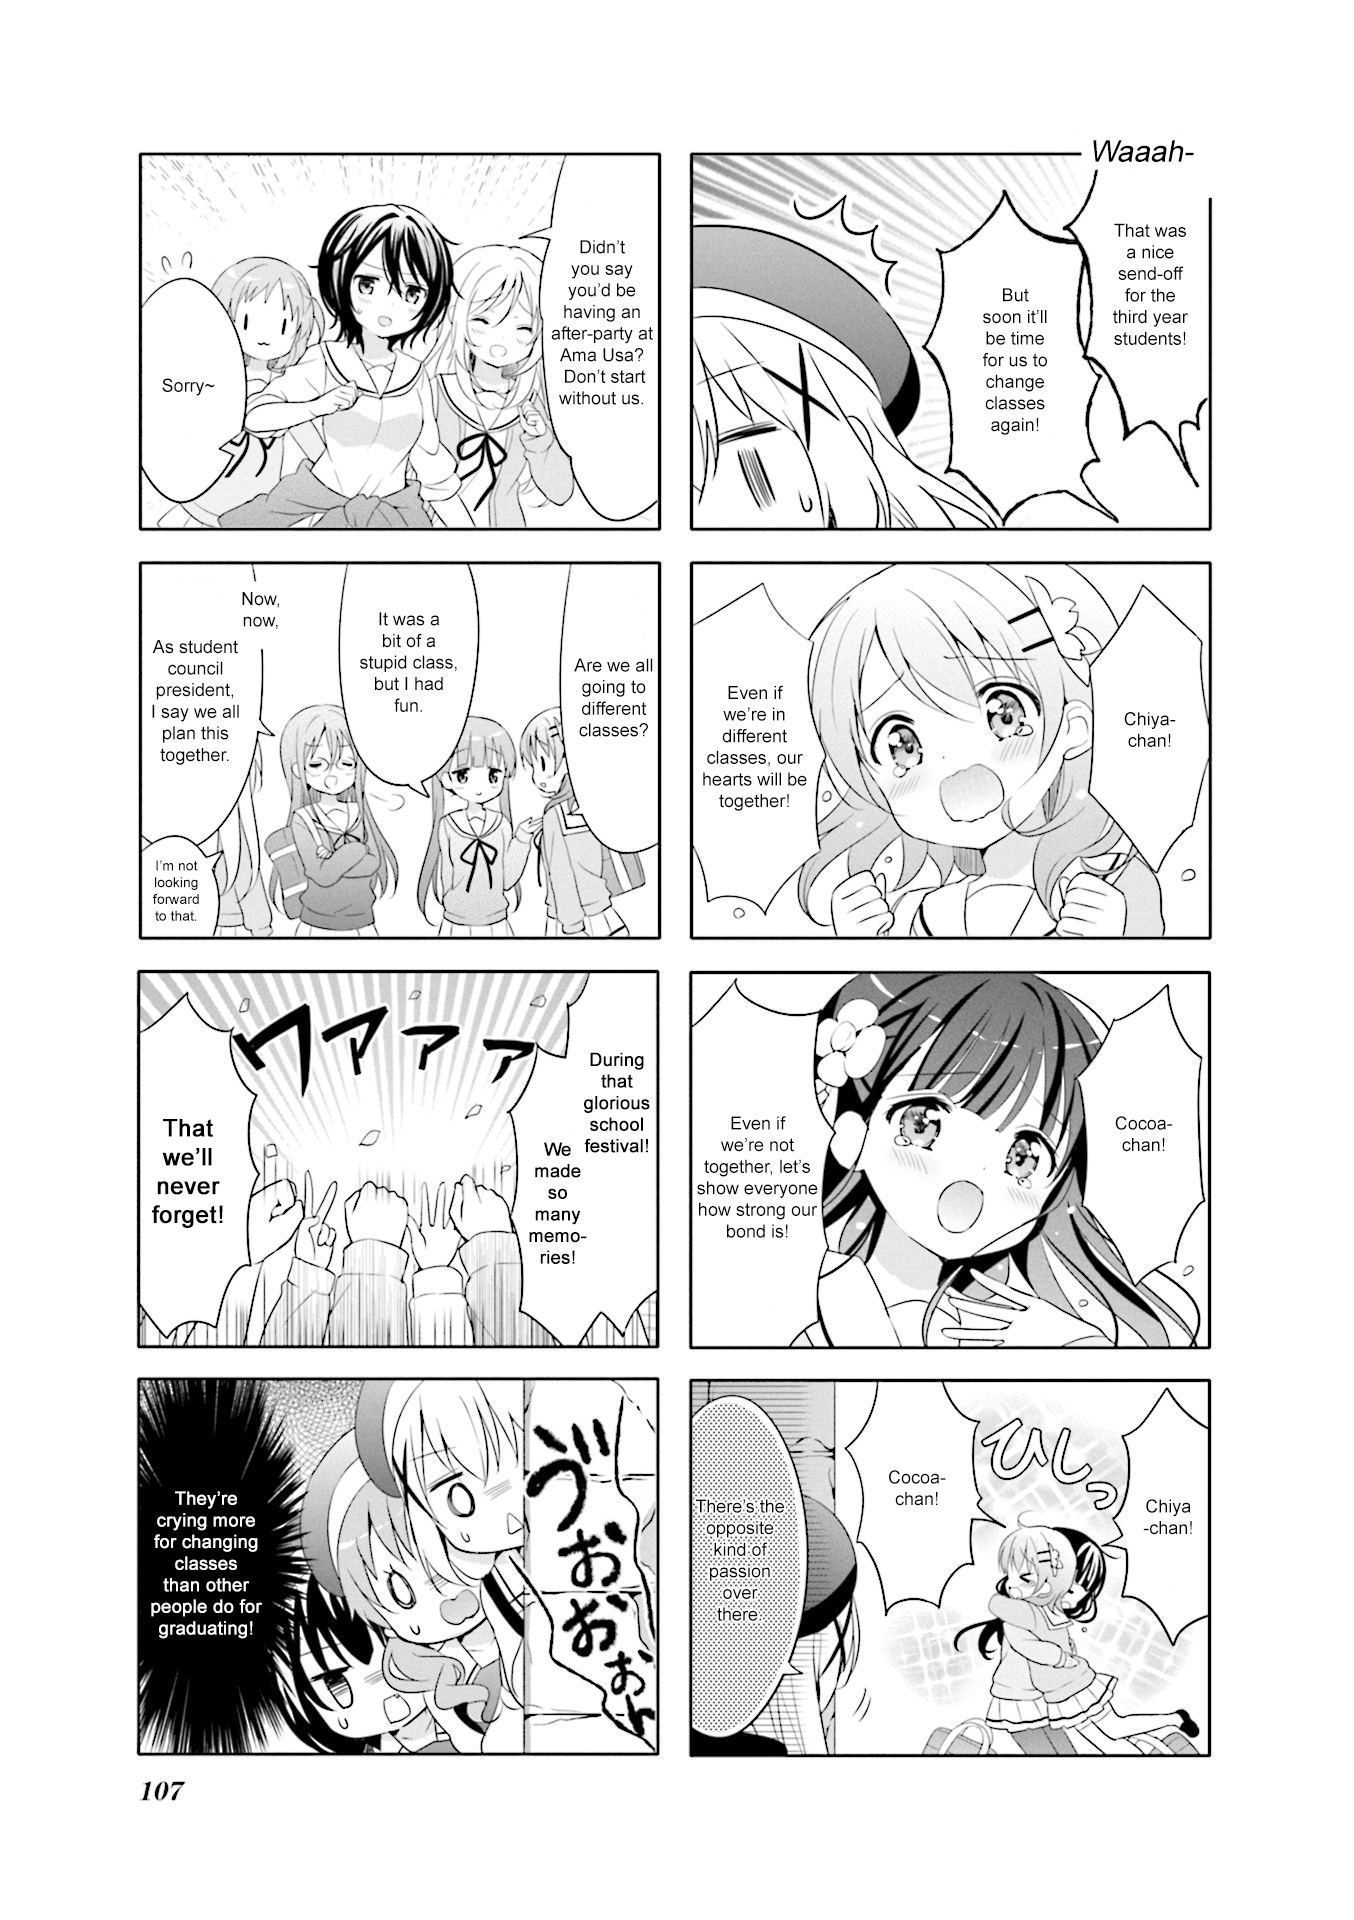 Waaah-
That was
a nice
send-off
for the
third year
students!
But
soon it'll
be time
for us to
change
classes
again!
Chiya-
chan!
Even if
we're in
different
classes, our
hearts will be
together!
Cocoa-
chan!
Even if
we're not
together, let's
show everyone
how strong our
bond is!
ひしっ
Chiya
-chan!
Cocoa-
chan!
There's the
opposite
kind of
passion
over
there.
Didn't
you say
you'd be
having an
after-party at
Ama Usa?
Don't start
without us.
Sorry~
Are we all
going to
different
classes?
It was a
bit of a
stupid class,
but I had
fun.
Now,
now,
As student
council
president,
I say we all
plan this
together.
I'm not
looking
forward
to that.
During
that
glorious
school
festival!
We
made
so
many
memo-
ries!
ワアアァ
That
we'll
never
forget!
うおおおおん
They're
crying more
for changing
classes
than other
people do for
graduating!
107